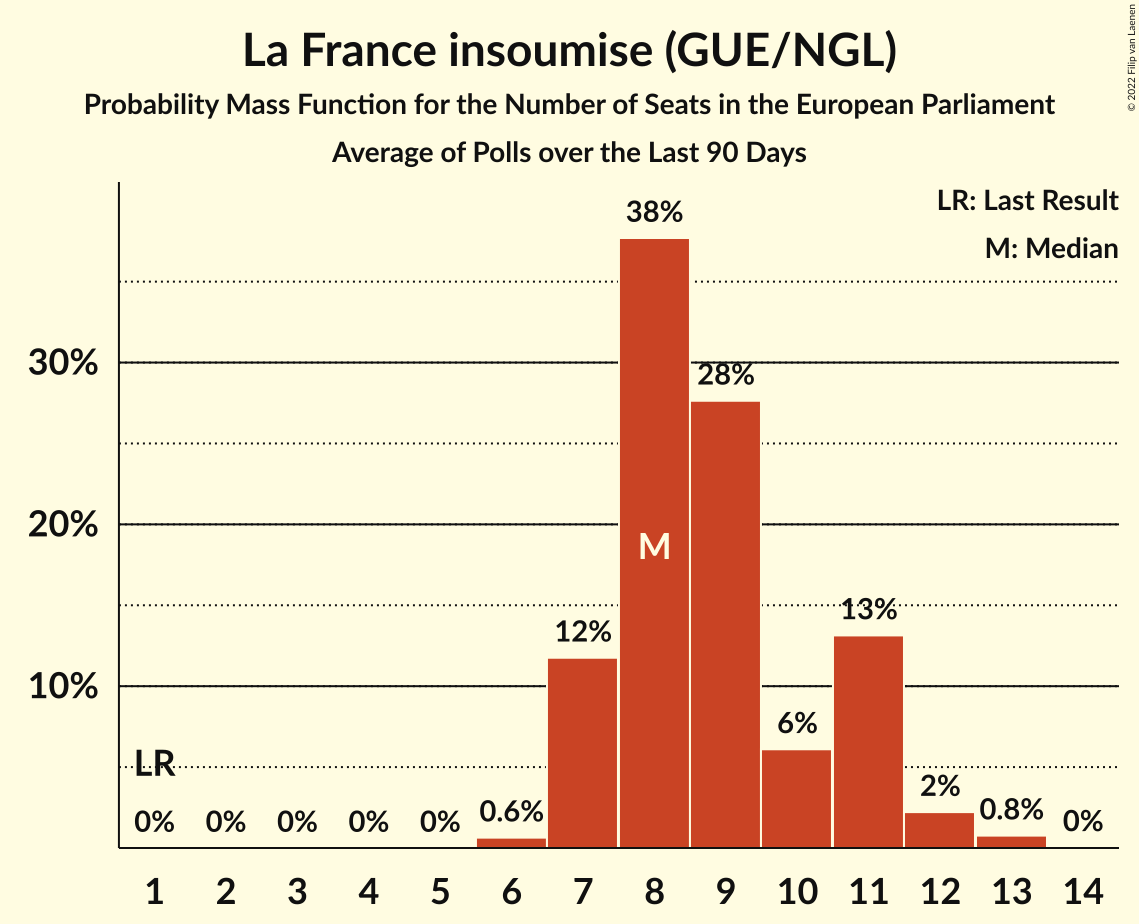 La France insoumise (GUE/NGL)
Probability Mass Function for the Number of Seats in the European Parliament
Average of Polls over the Last 90 Days
© 2022 Filip van Laenen
LR: Last Result
M: Median
38%
30%
28%
20%
M
13%
12%
10%
6%
LR
2%
0.6%
0.8%
0% 0% 0% 0% 0% 0%
1 2 3 4 5 6 7 8 9 10 11 12 13 14